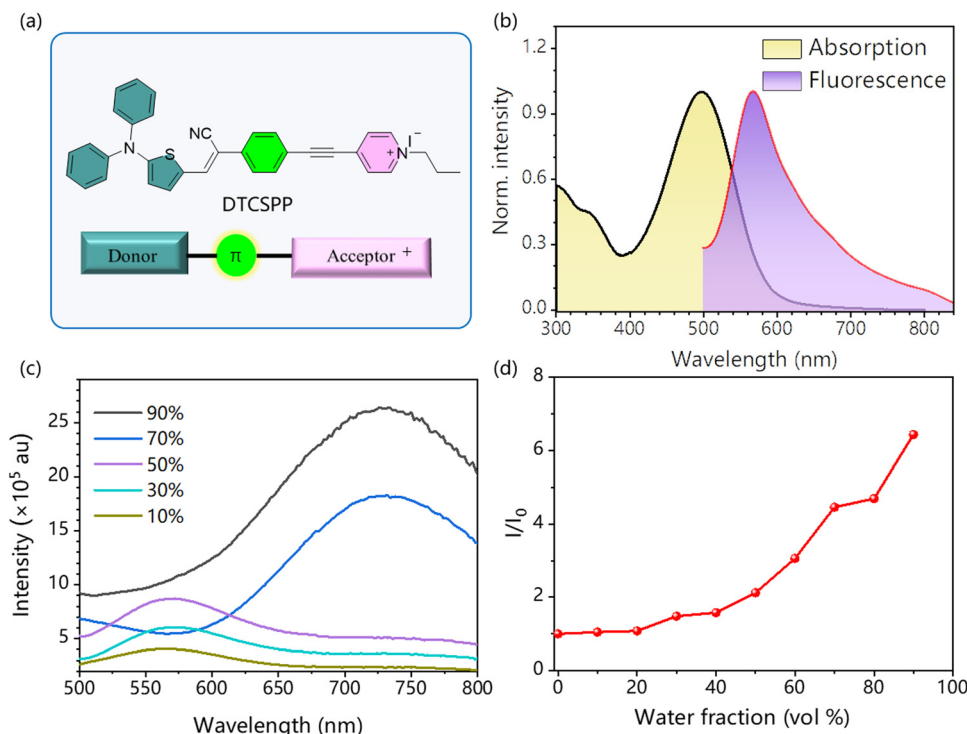 (a)
NC
S
N
N
+
I⁻
DTCSPP
Donor
π
Acceptor +
(b)
Absorption
Fluorescence
Norm. intensity
1.2
0.9
0.6
0.3
0.0
300 400 500 600 700 800
Wavelength (nm)
(c)
90%
70%
50%
30%
10%
Intensity (×10⁵ au)
25
20
15
10
5
500 550 600 650 700 750 800
Wavelength (nm)
(d)
I/I₀
8
6
4
2
0
0 20 40 60 80 100
Water fraction (vol %)